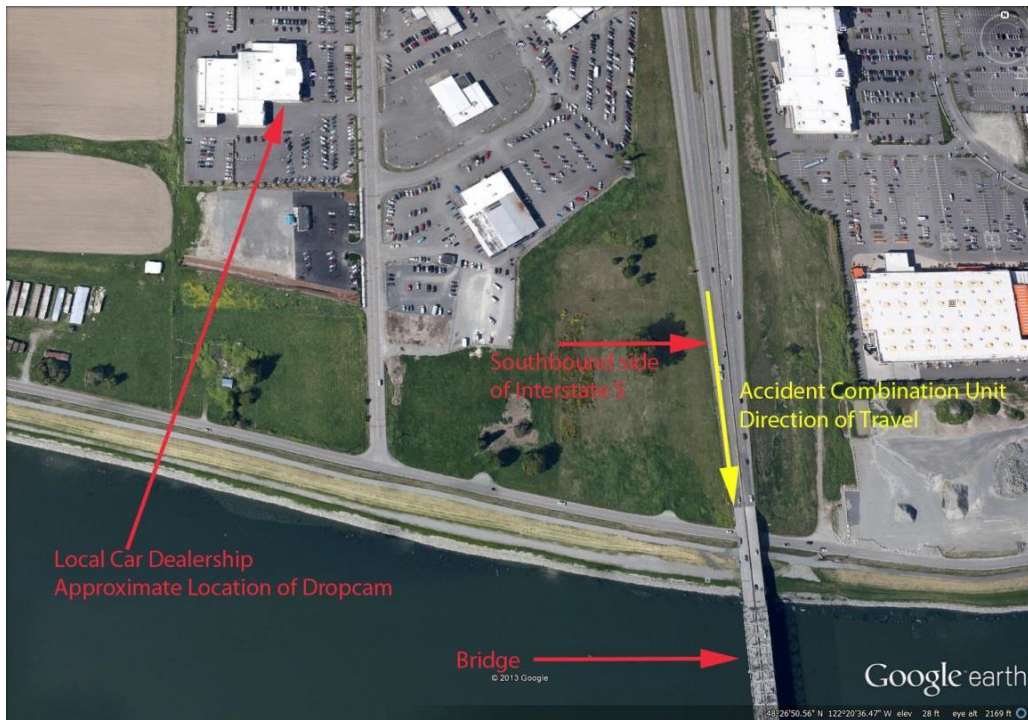 N
Southbound side
of Interstate 5
Accident Combination Unit
Direction of Travel
Local Car Dealership
Approximate Location of Dropcam
Bridge
© 2013 Google
Google earth
48°26'50.56" N 122°20'36.47" W elev 28 ft eye alt 2169 ft